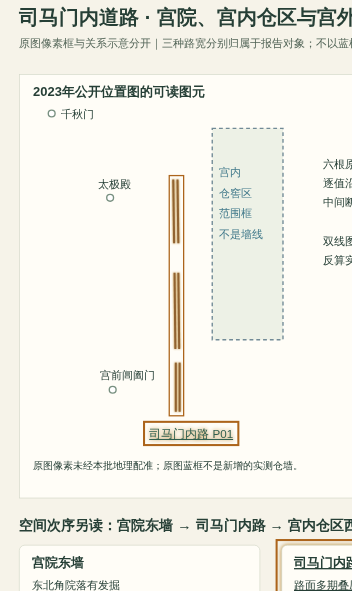 司马门内道路 · 宫院、宫内仓区与宫外
原图像素框与关系示意分开｜三种路宽分别归属于报告对象；不以蓝
2023年公开位置图的可读图元
千秋门
太极殿
宫内
仓窖区
范围框
不是墙线
六根原
逐值沿
中间断
双线图
反算实
宫前阊阖门
司马门内路 P01
原图像素未经本批地理配准；原图蓝框不是新增的实测仓墙。
空间次序另读：宫院东墙 → 司马门内路 → 宫内仓区西
宫院东墙
东北角院落有发掘
司马门内路
路面多期叠